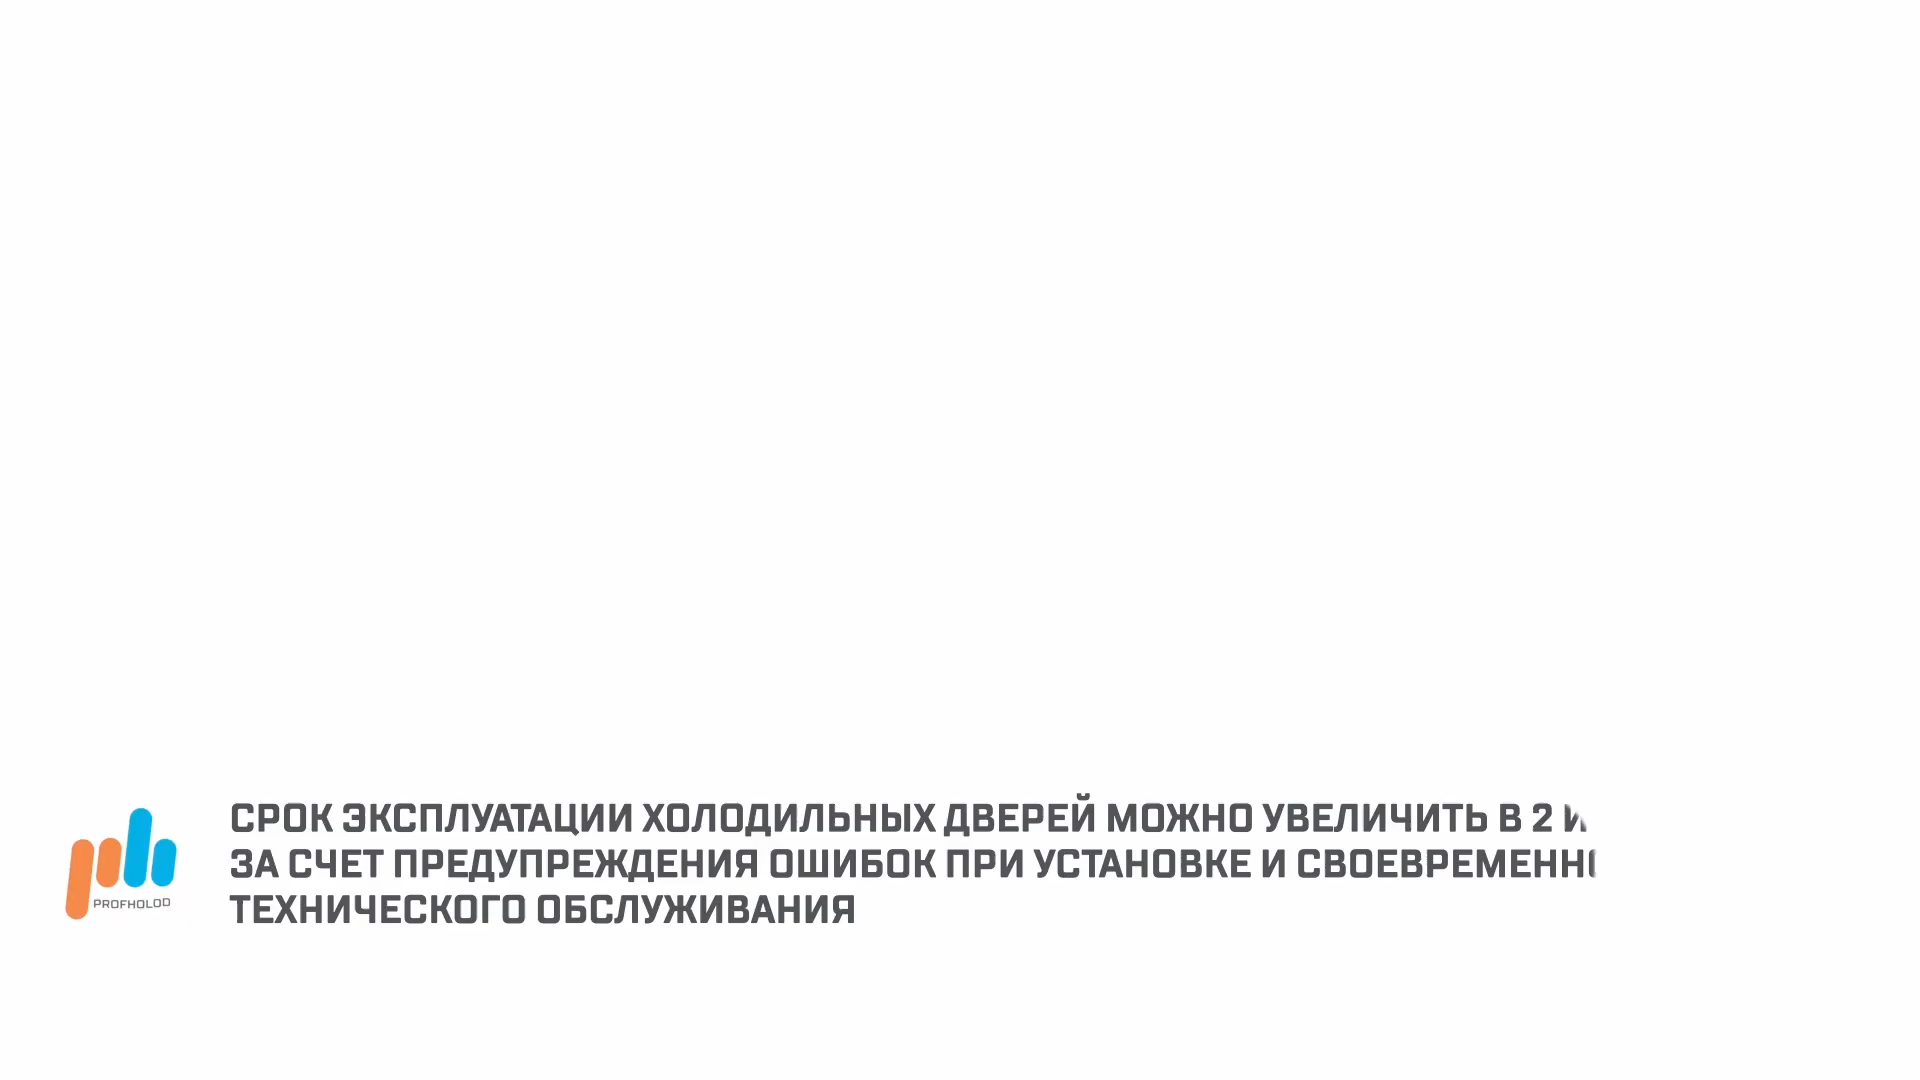 СРОК ЭКСПЛУАТАЦИИ ХОЛОДИЛЬНЫХ ДВЕРЕЙ МОЖНО УВЕЛИЧИТЬ В 2 И
ЗА СЧЕТ ПРЕДУПРЕЖДЕНИЯ ОШИБОК ПРИ УСТАНОВКЕ И
ТЕХНИЧЕСКОГО ОБСЛУЖИВАНИЯ
PROFHOLOD